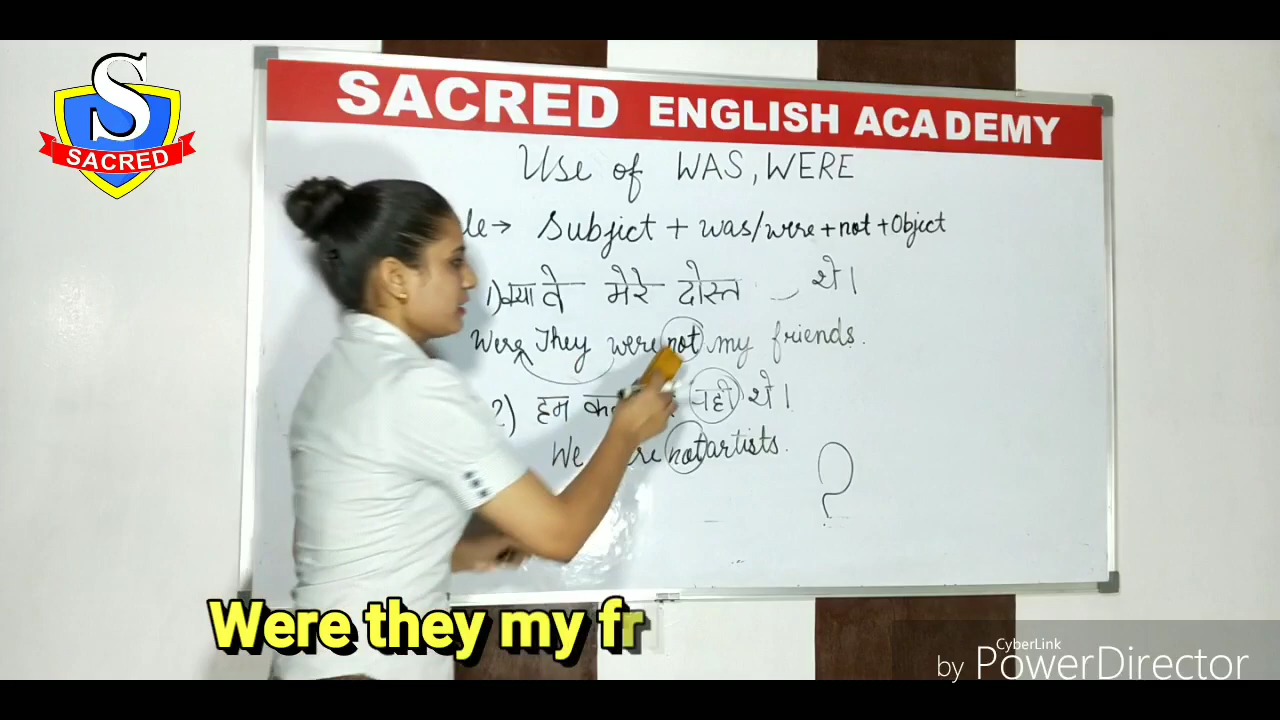 S
SACRED
SACRED ENGLISH ACADEMY
Use of WAS, WERE
le → Subject + was/were + not + Object
1) क्या वे मेरे दोस्त थे।
Were They were not my friends.
2) हम नहीं थे।
We not artists.
?
Were they my fr
CyberLink
by PowerDirector